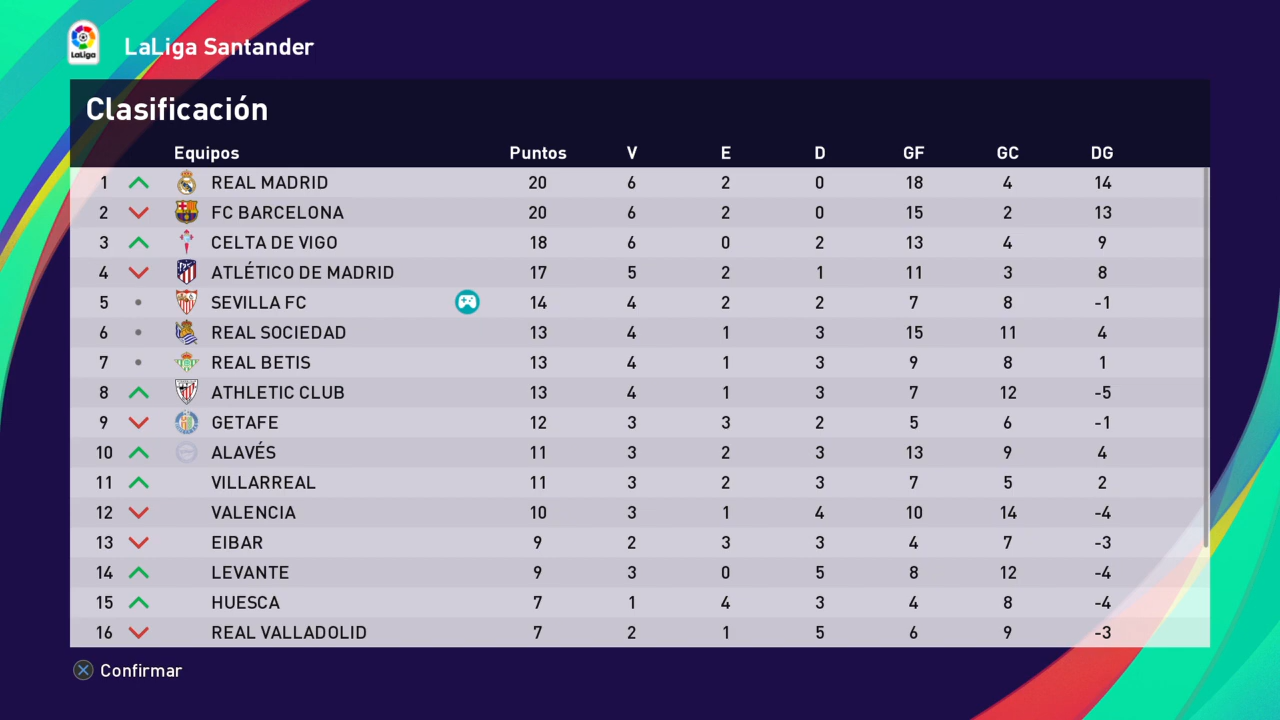 LaLiga
LaLiga Santander
Clasificación
Equipos Puntos V E D GF GC DG
1 REAL MADRID 20 6 2 0 18 4 14
2 FC BARCELONA 20 6 2 0 15 2 13
3 CELTA DE VIGO 18 6 0 2 13 4 9
4 ATLÉTICO DE MADRID 17 5 2 1 11 3 8
5 SEVILLA FC 14 4 2 2 7 8 -1
6 REAL SOCIEDAD 13 4 1 3 15 11 4
7 REAL BETIS 13 4 1 3 9 8 1
8 ATHLETIC CLUB 13 4 1 3 7 12 -5
9 GETAFE 12 3 3 2 5 6 -1
10 ALAVÉS 11 3 2 3 13 9 4
11 VILLARREAL 11 3 2 3 7 5 2
12 VALENCIA 10 3 1 4 10 14 -4
13 EIBAR 9 2 3 3 4 7 -3
14 LEVANTE 9 3 0 5 8 12 -4
15 HUESCA 7 1 4 3 4 8 -4
16 REAL VALLADOLID 7 2 1 5 6 9 -3
Confirmar